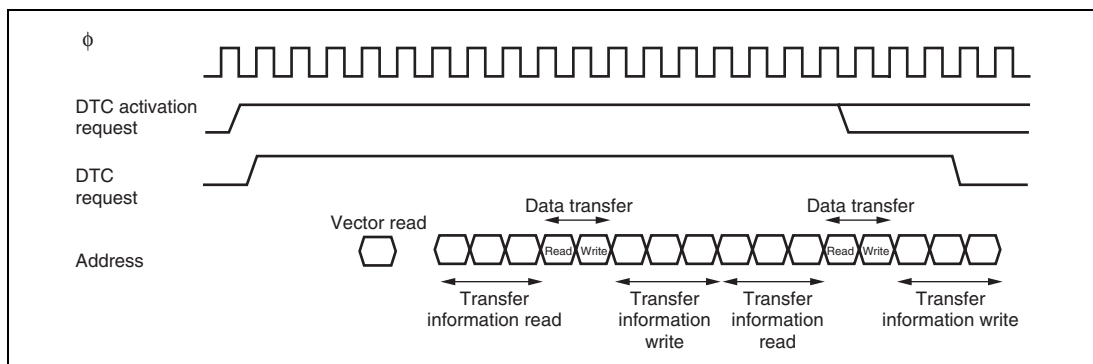 ϕ
DTC activation
request
DTC
request
Data transfer
Data transfer
Vector read
Address
Read
Write
Read
Write
Transfer
information read
Transfer
information
write
Transfer
information
read
Transfer
information write